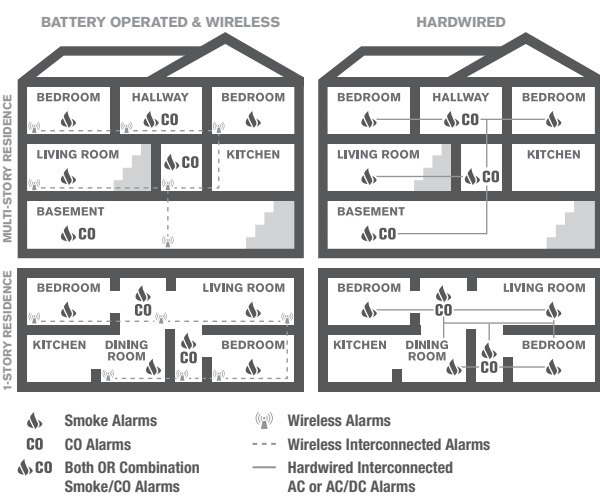 BATTERY OPERATED & WIRELESS
HARDWIRED
MULTI-STORY RESIDENCE
BEDROOM
HALLWAY
BEDROOM
CO
LIVING ROOM
CO
KITCHEN
BASEMENT
CO
BEDROOM
HALLWAY
BEDROOM
CO
LIVING ROOM
CO
KITCHEN
BASEMENT
CO
1-STORY RESIDENCE
BEDROOM
LIVING ROOM
CO
KITCHEN
DINING
ROOM
CO
BEDROOM
BEDROOM
LIVING ROOM
CO
KITCHEN
DINING
ROOM
CO
BEDROOM
Smoke Alarms
CO CO Alarms
CO Both OR Combination
Smoke/CO Alarms
Wireless Alarms
Wireless Interconnected Alarms
Hardwired Interconnected
AC or AC/DC Alarms